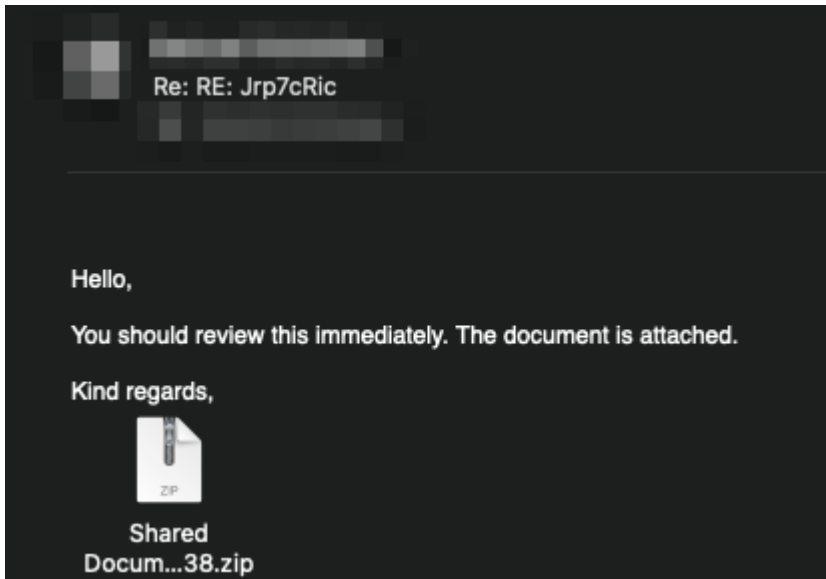 Re: RE: Jrp7cRic
Hello,
You should review this immediately. The document is attached.
Kind regards,
ZIP
Shared
Docum...38.zip